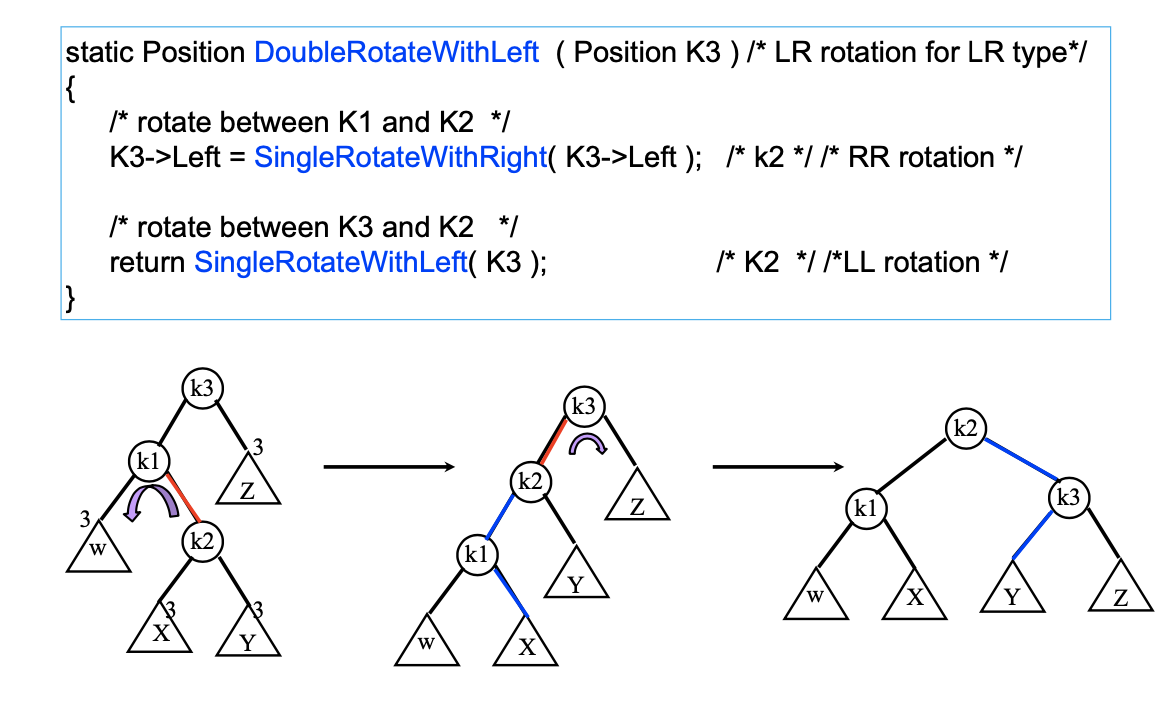 static Position DoubleRotateWithLeft ( Position K3 ) /* LR rotation for LR type*/
{
/* rotate between K1 and K2 */
K3->Left = SingleRotateWithRight( K3->Left ); /* k2 */ /* RR rotation */
/* rotate between K3 and K2 */
return SingleRotateWithLeft( K3 ); /* K2 */ /*LL rotation */
}
k3
k1
3
Z
3
w
k2
3
X
3
Y
k3
k2
Z
k1
Y
w
X
k2
k1
k3
w
X
Y
Z